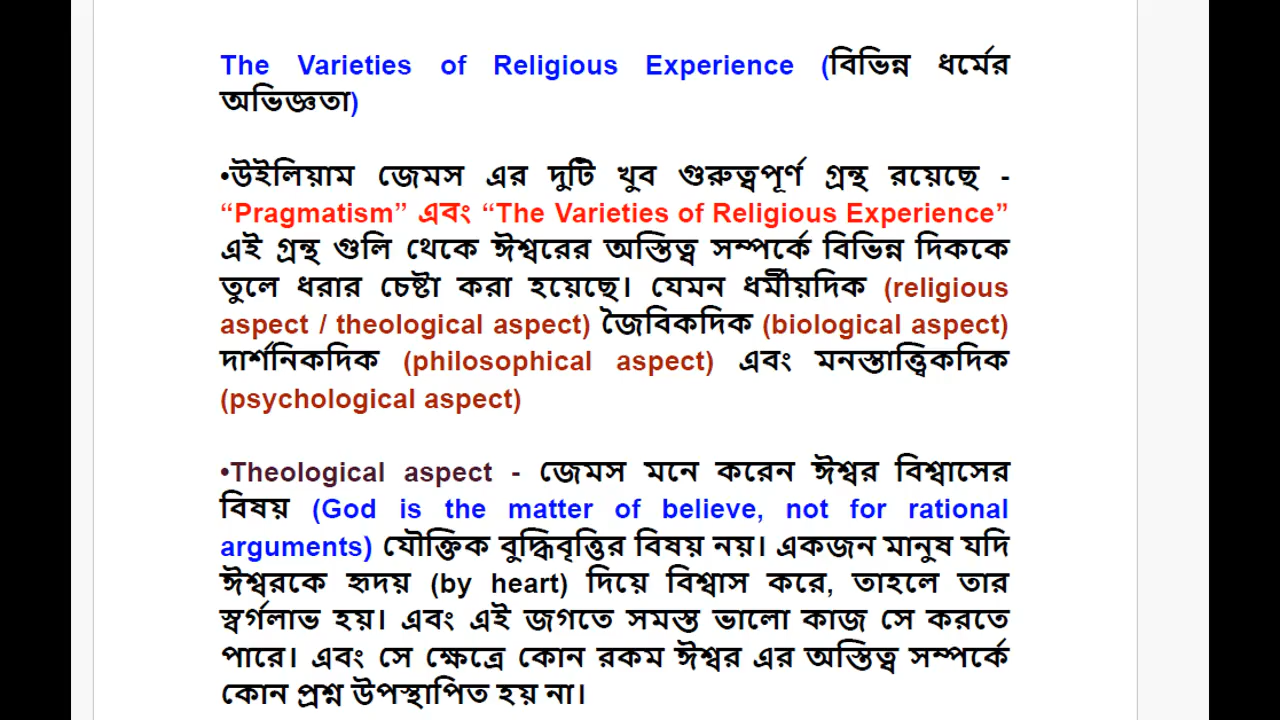 The Varieties of Religious Experience (বিভিন্ন ধর্মের
অভিজ্ঞতা)
•উইলিয়াম জেমস এর দুটি খুব গুরুত্বপূর্ণ গ্রন্থ রয়েছে -
“Pragmatism” এবং “The Varieties of Religious Experience”
এই গ্রন্থ গুলি থেকে ঈশ্বরের অস্তিত্ব সম্পর্কে বিভিন্ন দিককে
তুলে ধরার চেষ্টা করা হয়েছে। যেমন ধর্মীয়দিক (religious
aspect / theological aspect) জৈবিকদিক (biological aspect)
দার্শনিকদিক (philosophical aspect) এবং মনস্তাত্ত্বিকদিক
(psychological aspect)
•Theological aspect - জেমস মনে করেন ঈশ্বর বিশ্বাসের
বিষয় (God is the matter of believe, not for rational
arguments) যৌক্তিক বুদ্ধিবৃত্তির বিষয় নয়। একজন মানুষ যদি
ঈশ্বরকে হৃদয় (by heart) দিয়ে বিশ্বাস করে, তাহলে তার
স্বর্গলাভ হয়। এবং এই জগতে সমস্ত ভালো কাজ সে করতে
পারে। এবং সে ক্ষেত্রে কোন রকম ঈশ্বর এর অস্তিত্ব সম্পর্কে
কোন প্রশ্ন উপস্থাপিত হয় না।